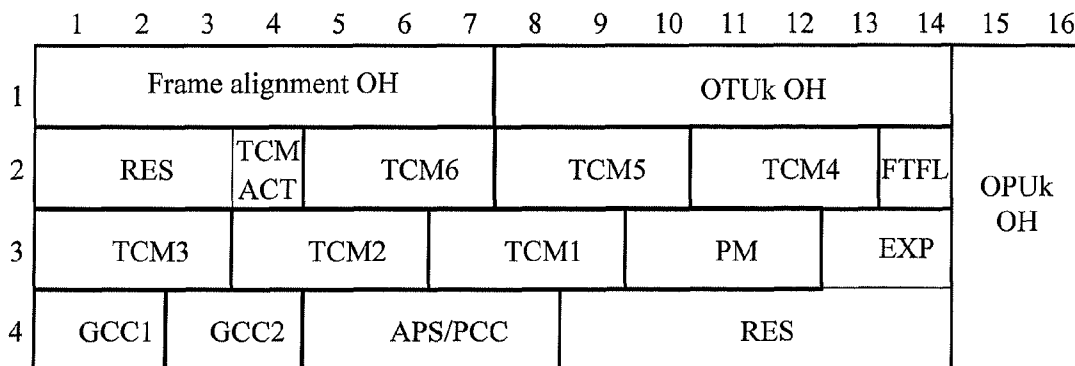 1 2 3 4 5 6 7 8 9 10 11 12 13 14 15 16
1 Frame alignment OH OTUk OH
2 RES TCM ACT TCM6 TCM5 TCM4 FTFL
OPUk OH
3 TCM3 TCM2 TCM1 PM EXP
4 GCC1 GCC2 APS/PCC RES